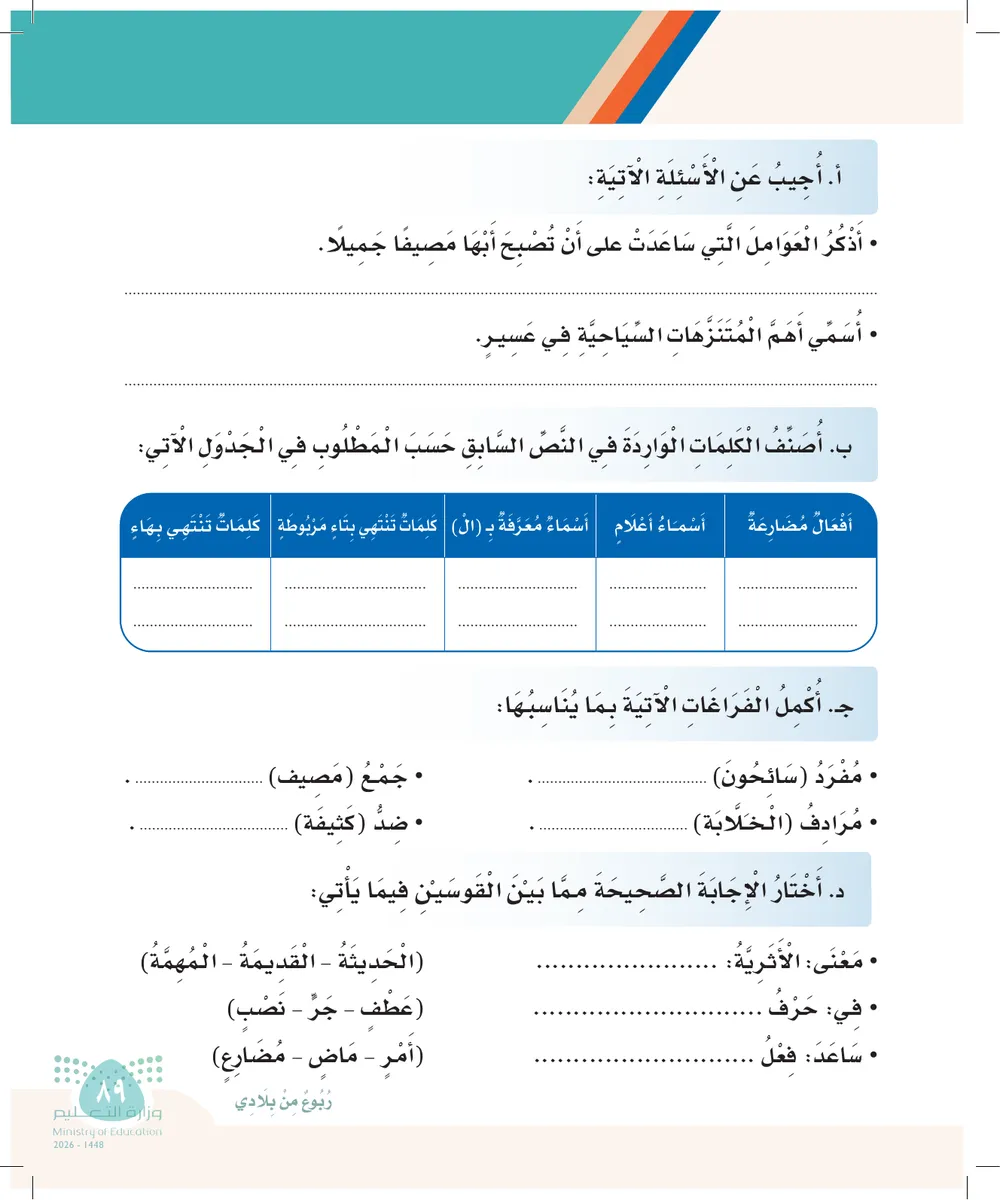 أ. أُجِيبُ عَنِ الْأَسْئِلَةِ الْآتِيَةِ:
• أَذْكُرُ الْعَوَامِلَ الَّتِي سَاعَدَتْ على أَنْ تُصْبِحَ أَبْهَا مَصِيفًا جَمِيلًا.
• أُسَمِّي أَهَمَّ الْمُتَنَزَّهَاتِ السِّيَاحِيَّةِ فِي عَسِيرٍ.
ب. أُصَنِّفُ الْكَلِمَاتِ الْوَارِدَةَ فِي النَّصِّ السَّابِقِ حَسَبَ الْمَطْلُوبِ فِي الْجَدْوَلِ الْآتِي:
أَفْعَالٌ مُضَارِعَةٌ أَسْمَاءُ أَعْلَامٍ أَسْمَاءٌ مُعَرَّفَةٌ بِـ (الْ) كَلِمَاتٌ تَنْتَهِي بِتَاءٍ مَرْبُوطَةٍ كَلِمَاتٌ تَنْتَهِي بِهَاءٍ
جـ. أُكْمِلُ الْفَرَاغَاتِ الْآتِيَةَ بِمَا يُنَاسِبُهَا:
• مُفْرَدُ (سَائِحُونَ) .................... . • جَمْعُ (مَصِيف) .................... .
• مُرَادِفُ (الْخَلَّابَة) .................... . • ضِدُّ (كَثِيفَة) .................... .
د. أَخْتَارُ الْإِجَابَةَ الصَّحِيحَةَ مِمَّا بَيْنَ الْقَوسَيْنِ فِيمَا يَأْتِي:
• مَعْنَى: الْأَثَرِيَّةُ: ....................... (الْحَدِيثَةُ - الْقَدِيمَةُ - الْمُهِمَّةُ)
• فِي: حَرْفُ ............................ (عَطْفٍ - جَرٍّ - نَصْبٍ)
• سَاعَدَ: فِعْلُ ........................... (أَمْرٍ - مَاضٍ - مُضَارِعٍ)
رُبُوعٌ مِنْ بِلَادِي
٨٩
وزارة التعليم
Ministry of Education
2026 - 1448